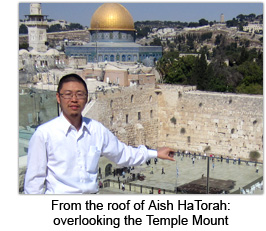 From the roof of Aish HaTorah:
overlooking the Temple Mount